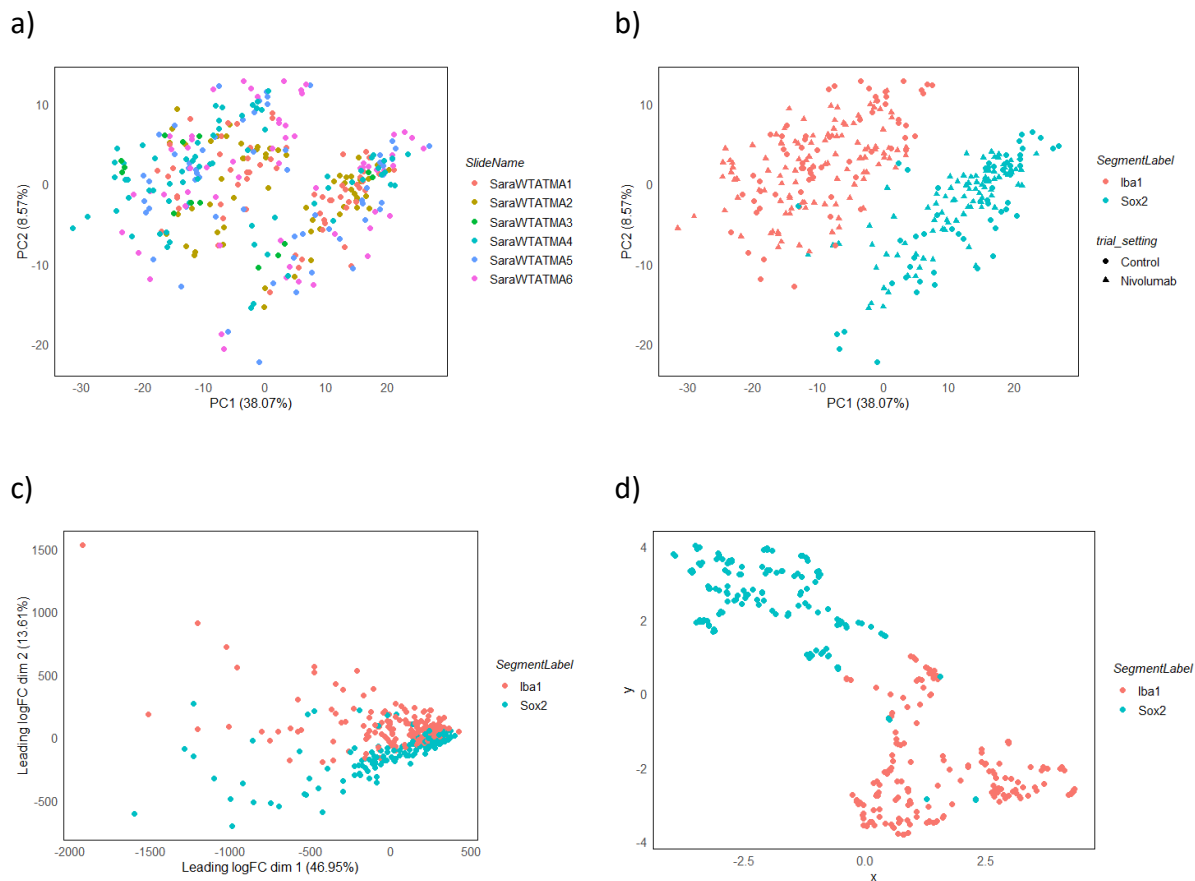 a)
10
0
-10
-20
PC2 (8.57%)
-30
-20
-10
0
10
20
PC1 (38.07%)
SlideName
SaraWTATMA1
SaraWTATMA2
SaraWTATMA3
SaraWTATMA4
SaraWTATMA5
SaraWTATMA6
b)
10
0
-10
-20
PC2 (8.57%)
-30
-20
-10
0
10
20
PC1 (38.07%)
SegmentLabel
Iba1
Sox2
trial_setting
Control
Nivolumab
c)
1500
1000
500
0
-500
Leading logFC dim 2 (13.61%)
-2000
-1500
-1000
-500
0
500
Leading logFC dim 1 (46.95%)
SegmentLabel
Iba1
Sox2
d)
4
2
0
-2
-4
y
-2.5
0.0
2.5
x
SegmentLabel
Iba1
Sox2